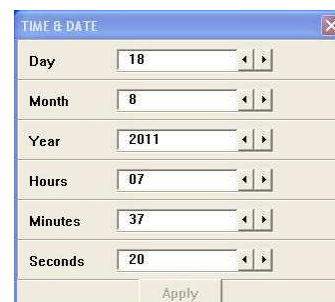 TIME & DATE
Day 18
Month 8
Year 2011
Hours 07
Minutes 37
Seconds 20
Apply